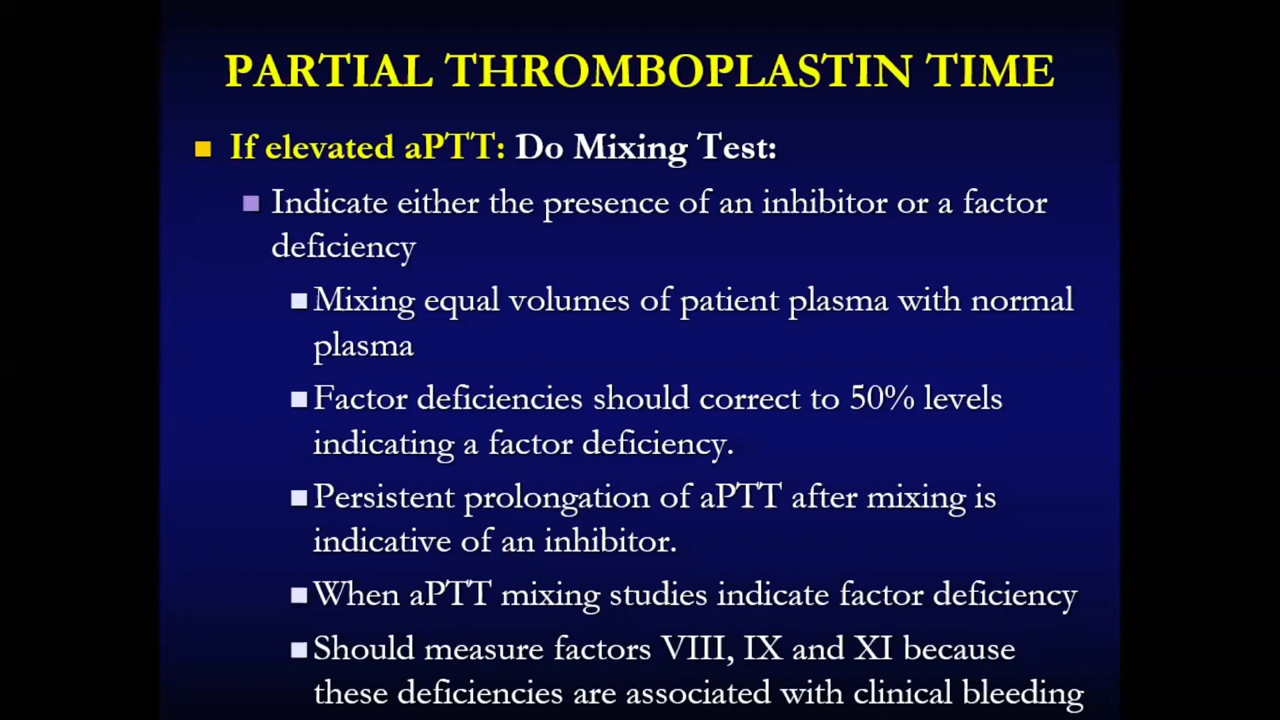 PARTIAL THROMBOPLASTIN TIME
If elevated aPTT: Do Mixing Test:
Indicate either the presence of an inhibitor or a factor
deficiency
Mixing equal volumes of patient plasma with normal
plasma
Factor deficiencies should correct to 50% levels
indicating a factor deficiency.
Persistent prolongation of aPTT after mixing is
indicative of an inhibitor.
When aPTT mixing studies indicate factor deficiency
Should measure factors VIII, IX and XI because
these deficiencies are associated with clinical bleeding